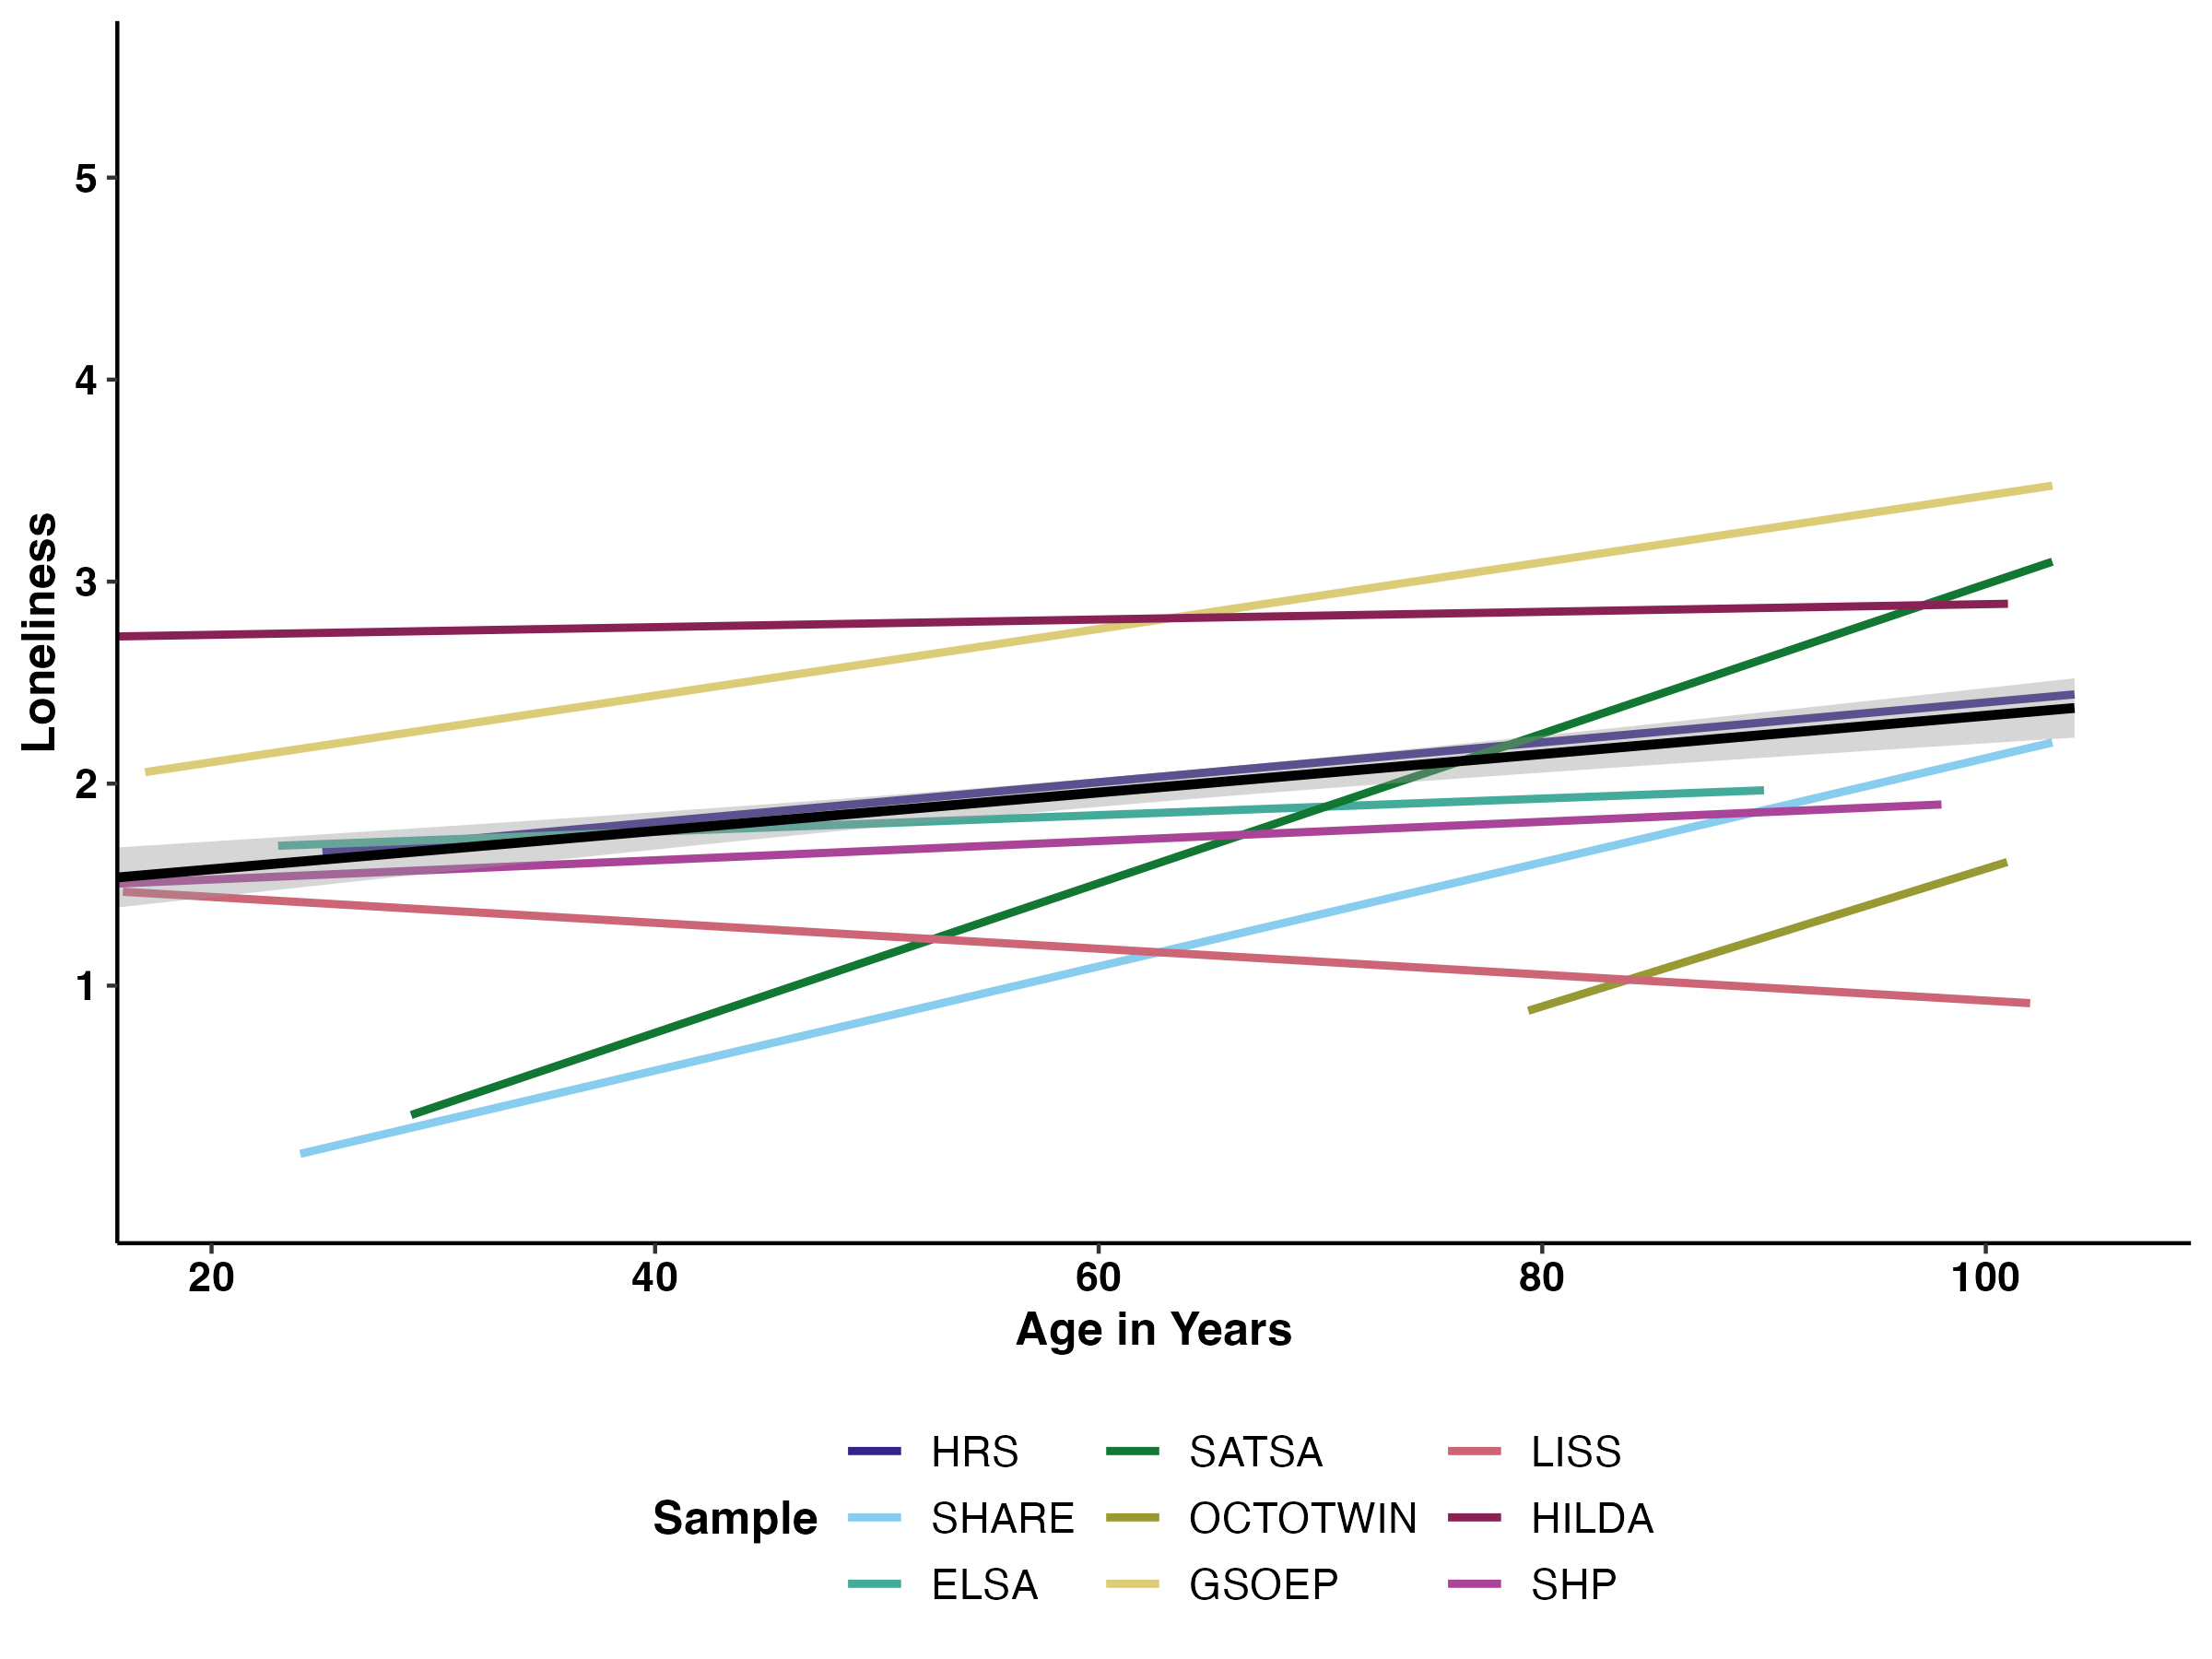 Loneliness
5
4
3
2
1
20 40 60 80 100
Age in Years
Sample
HRS SATSA LISS
SHARE OCTOTWIN HILDA
ELSA GSOEP SHP